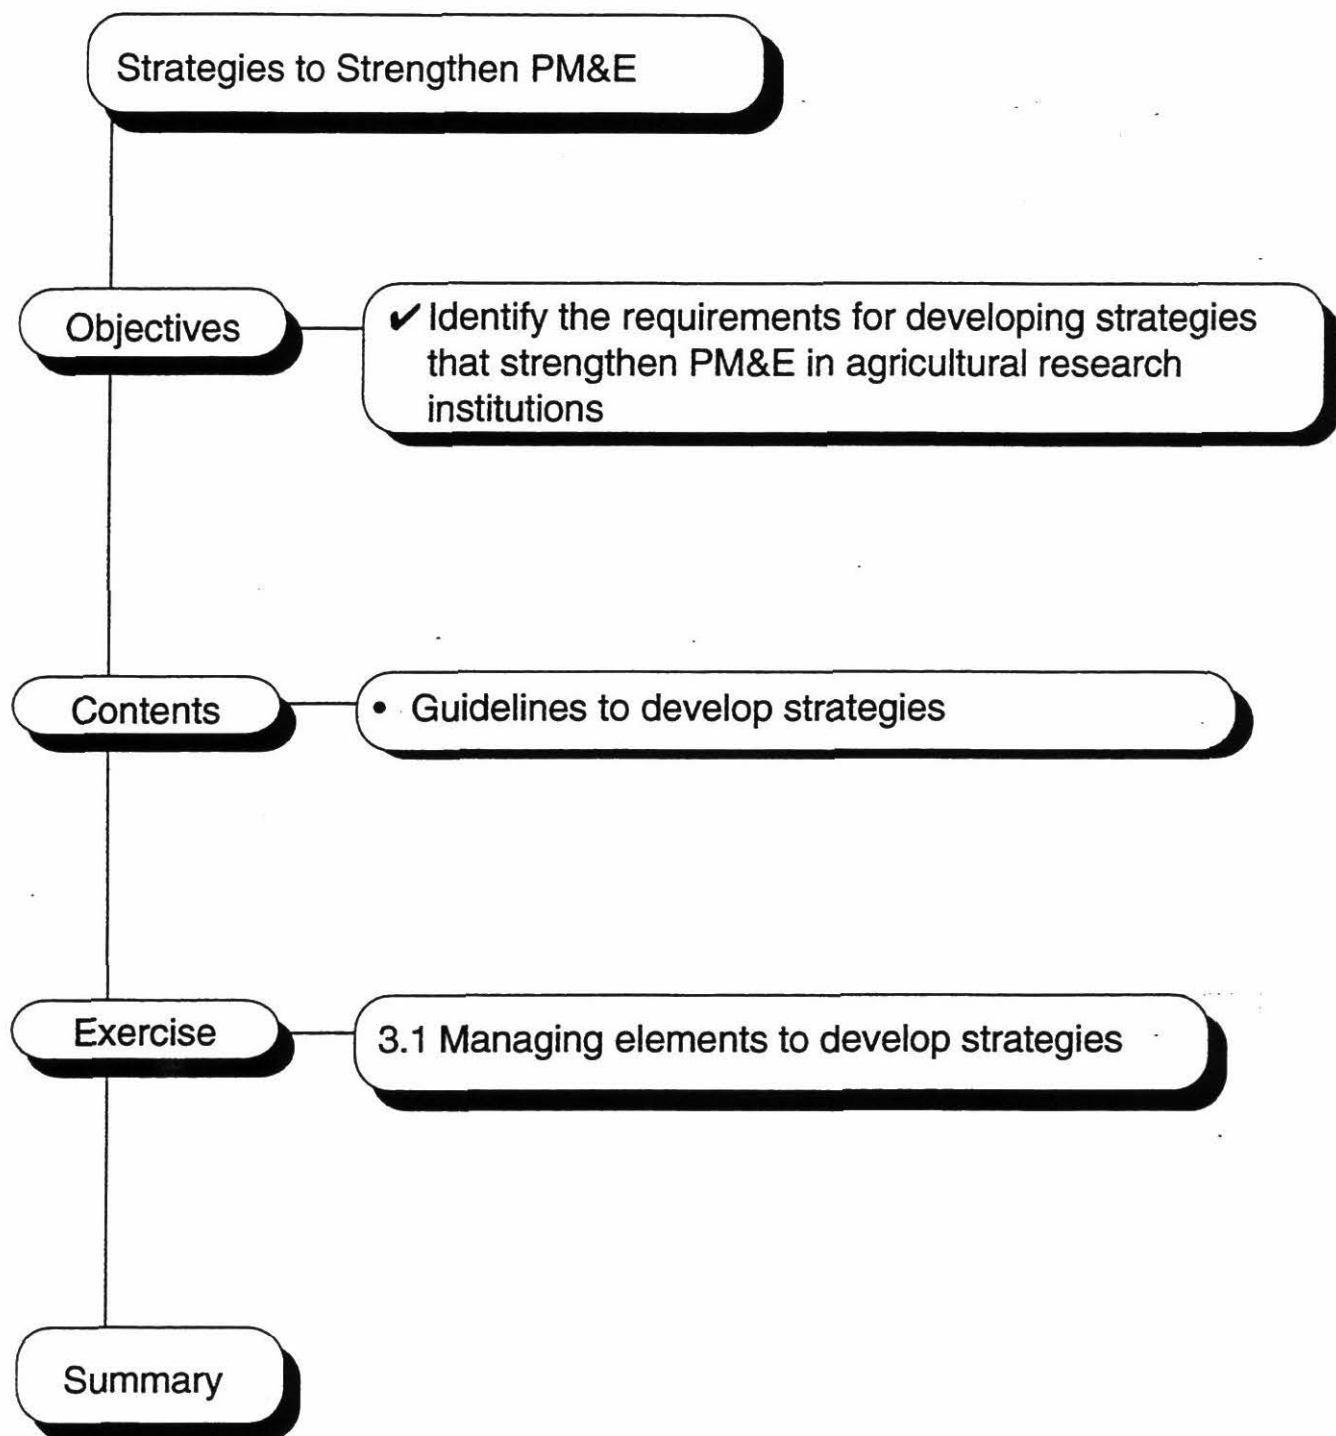 Strategies to Strengthen PM&E
Objectives
✔ Identify the requirements for developing strategies
that strengthen PM&E in agricultural research
institutions
Contents
• Guidelines to develop strategies
Exercise
3.1 Managing elements to develop strategies
Summary